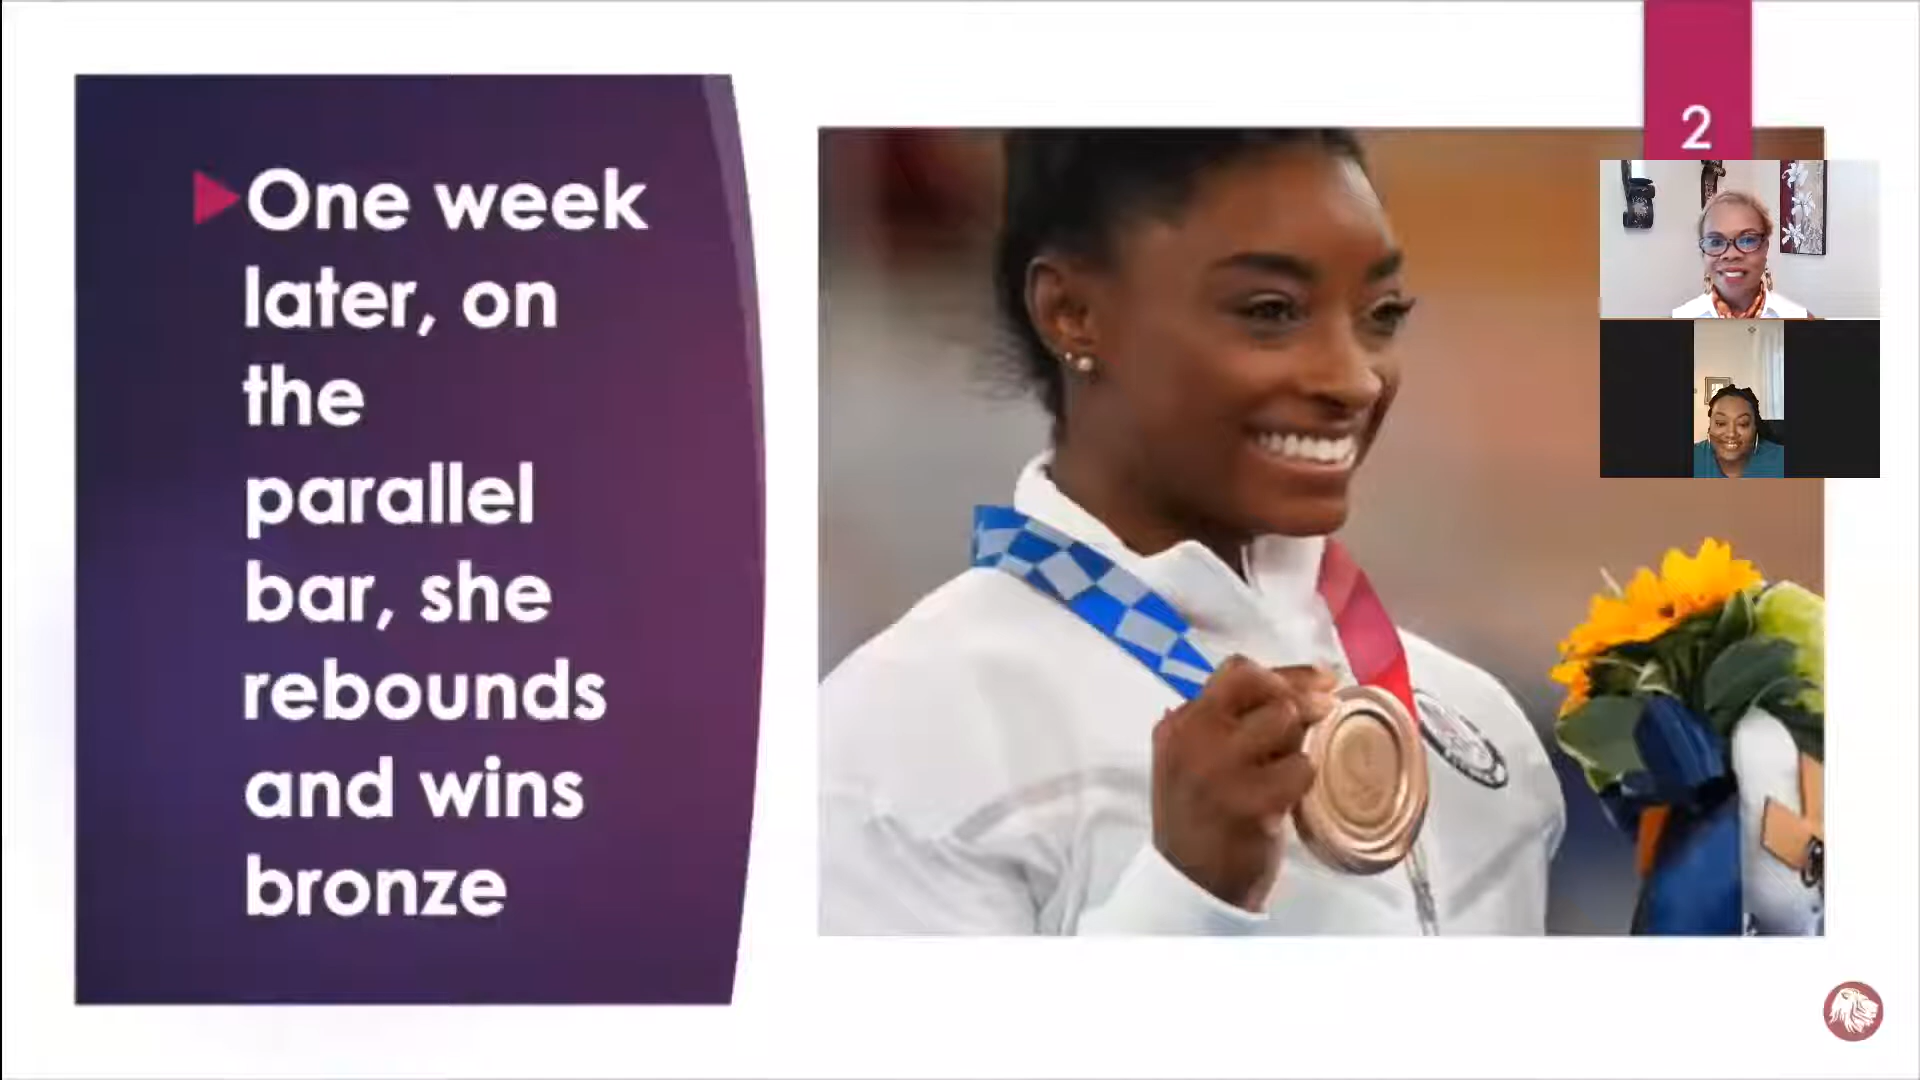 2
One week
later, on
the
parallel
bar, she
rebounds
and wins
bronze